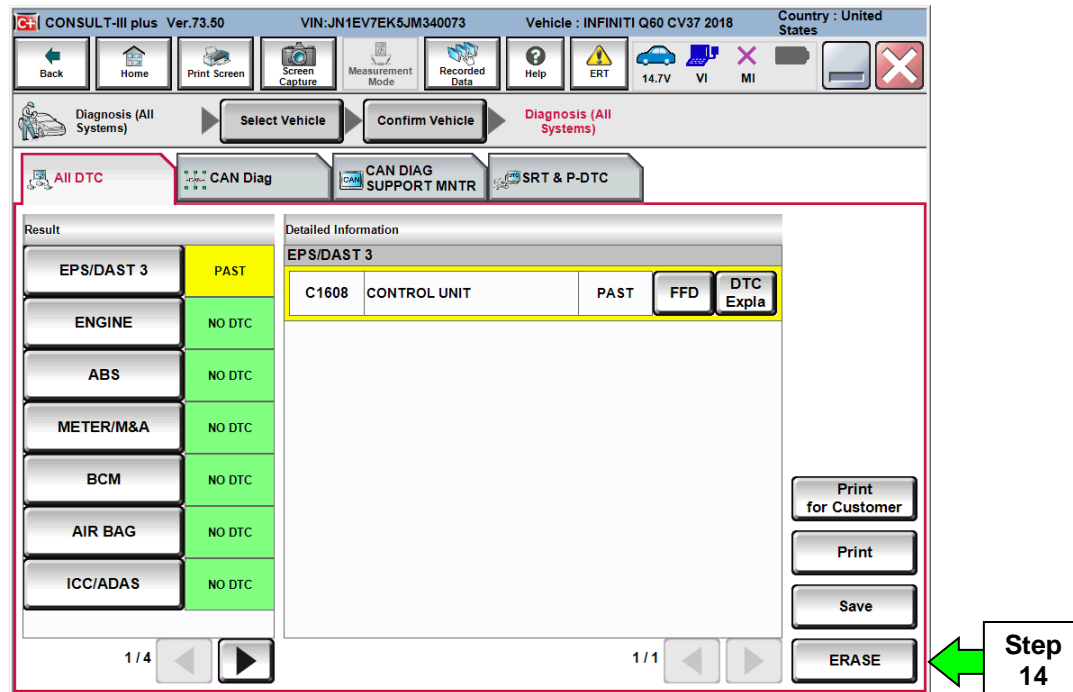 C+ CONSULT-III plus Ver.73.50 VIN:JN1EV7EK5JM340073 Vehicle : INFINITI Q60 CV37 2018 Country : United
States
Back Home Print Screen Screen
Capture Measurement
Mode Recorded
Data Help ERT 14.7V VI MI
Diagnosis (All
Systems) Select Vehicle Confirm Vehicle Diagnosis (All
Systems)
All DTC CAN Diag CAN DIAG
SUPPORT MNTR SRT & P-DTC
Result Detailed Information
EPS/DAST 3 PAST
ENGINE NO DTC
ABS NO DTC
METER/M&A NO DTC
BCM NO DTC
AIR BAG NO DTC
ICC/ADAS NO DTC
1 / 4
EPS/DAST 3
C1608 CONTROL UNIT PAST FFD DTC
Expla
1 / 1
Print
for Customer
Print
Save
ERASE
Step
14